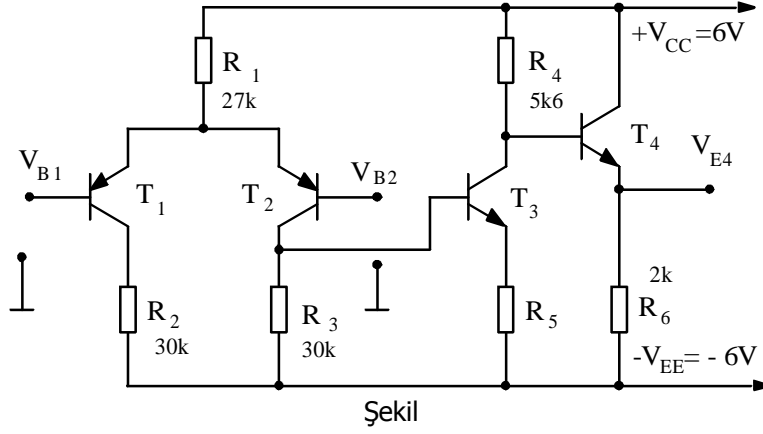 R 1
27k
R 4
5k6
+V CC =6V
V B1
T 1
T 2
V B2
T 3
T 4
V E4
R 2
30k
R 3
30k
R 5
2k
R 6
-V EE = - 6V
Şekil